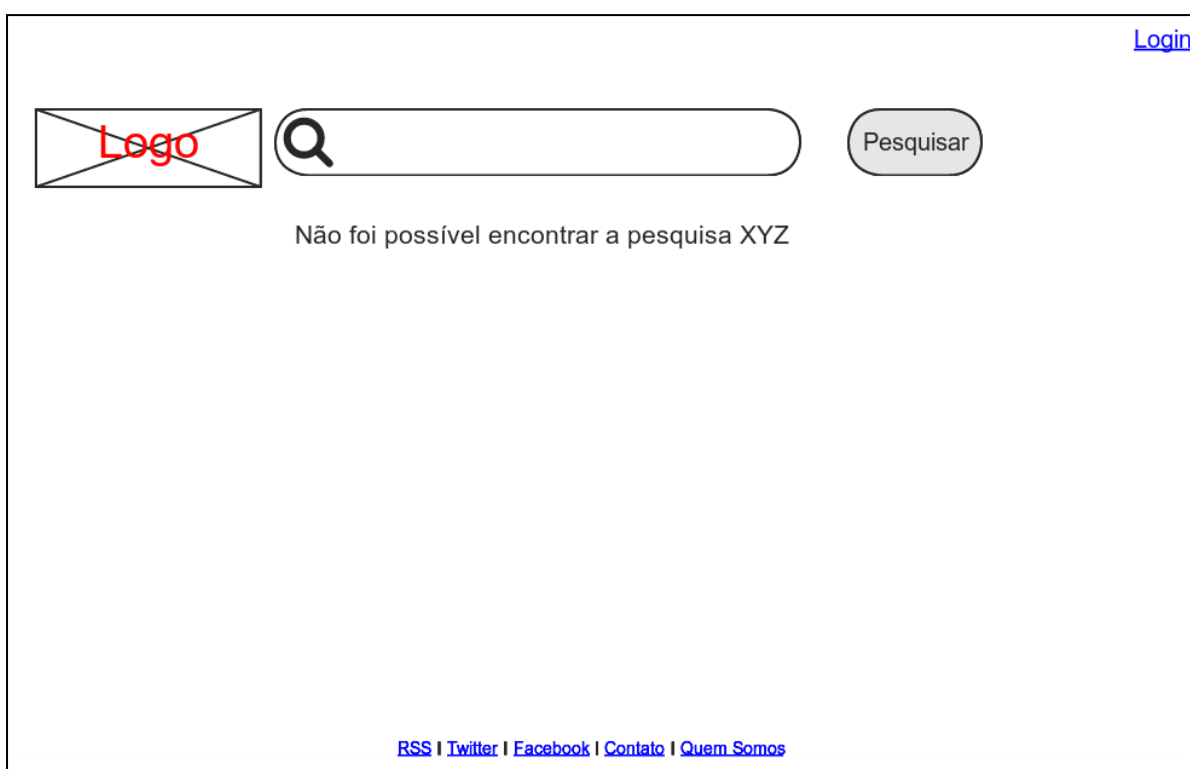 Login
Logo
Pesquisar
Não foi possível encontrar a pesquisa XYZ
RSS I Twitter I Facebook I Contato I Quem Somos